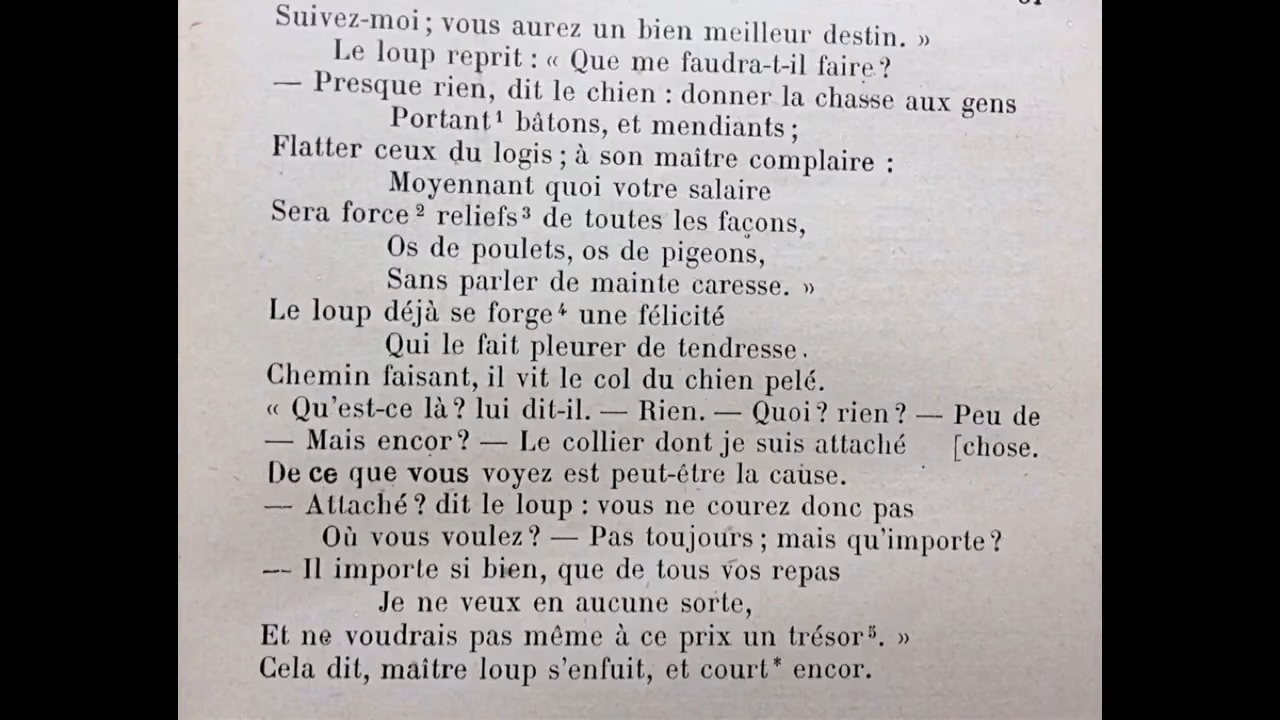 Suivez-moi ; vous aurez un bien meilleur destin. »
Le loup reprit : « Que me faudra-t-il faire ?
— Presque rien, dit le chien : donner la chasse aux gens
Portant¹ bâtons, et mendiants ;
Flatter ceux du logis ; à son maître complaire :
Moyennant quoi votre salaire
Sera force² reliefs³ de toutes les façons,
Os de poulets, os de pigeons,
Sans parler de mainte caresse. »
Le loup déjà se forge⁴ une félicité
Qui le fait pleurer de tendresse.
Chemin faisant, il vit le col du chien pelé.
« Qu'est-ce là ? lui dit-il. — Rien. — Quoi ? rien ? — Peu de
— Mais encor ? — Le collier dont je suis attaché [chose.
De ce que vous voyez est peut-être la cause.
— Attaché ? dit le loup : vous ne courez donc pas
Où vous voulez ? — Pas toujours ; mais qu'importe ?
— Il importe si bien, que de tous vos repas
Je ne veux en aucune sorte,
Et ne voudrais pas même à ce prix un trésor⁵. »
Cela dit, maître loup s'enfuit, et court* encor.